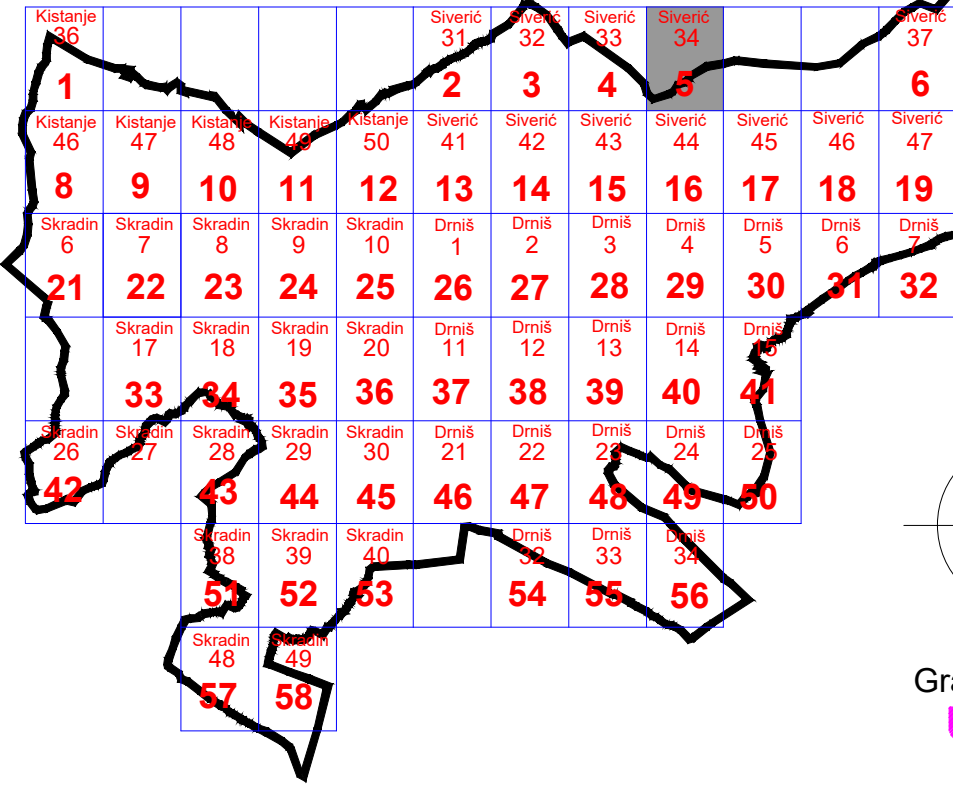 Kistanje Siverić Siverić Siverić Siverić Siverić
36 31 32 33 34 37
1 2 3 4 5 6
Kistanje Kistanje Kistanje Kistanje Kistanje Siverić Siverić Siverić Siverić Siverić Siverić Siverić
46 47 48 49 50 41 42 43 44 45 46 47
8 9 10 11 12 13 14 15 16 17 18 19
Skradin Skradin Skradin Skradin Skradin Drniš Drniš Drniš Drniš Drniš Drniš Drniš
6 7 8 9 10 1 2 3 4 5 6 7
21 22 23 24 25 26 27 28 29 30 31 32
Skradin Skradin Skradin Skradin Drniš Drniš Drniš Drniš Drniš
17 18 19 20 11 12 13 14 15
33 34 35 36 37 38 39 40 41
Skradin Skradin Skradin Skradin Skradin Drniš Drniš Drniš Drniš Drniš
26 27 28 29 30 21 22 23 24 25
42 43 44 45 46 47 48 49 50
Skradin Skradin Skradin Drniš Drniš Drniš
38 39 40 32 33 34
51 52 53 54 55 56
Skradin Skradin
48 49
57 58
Gra